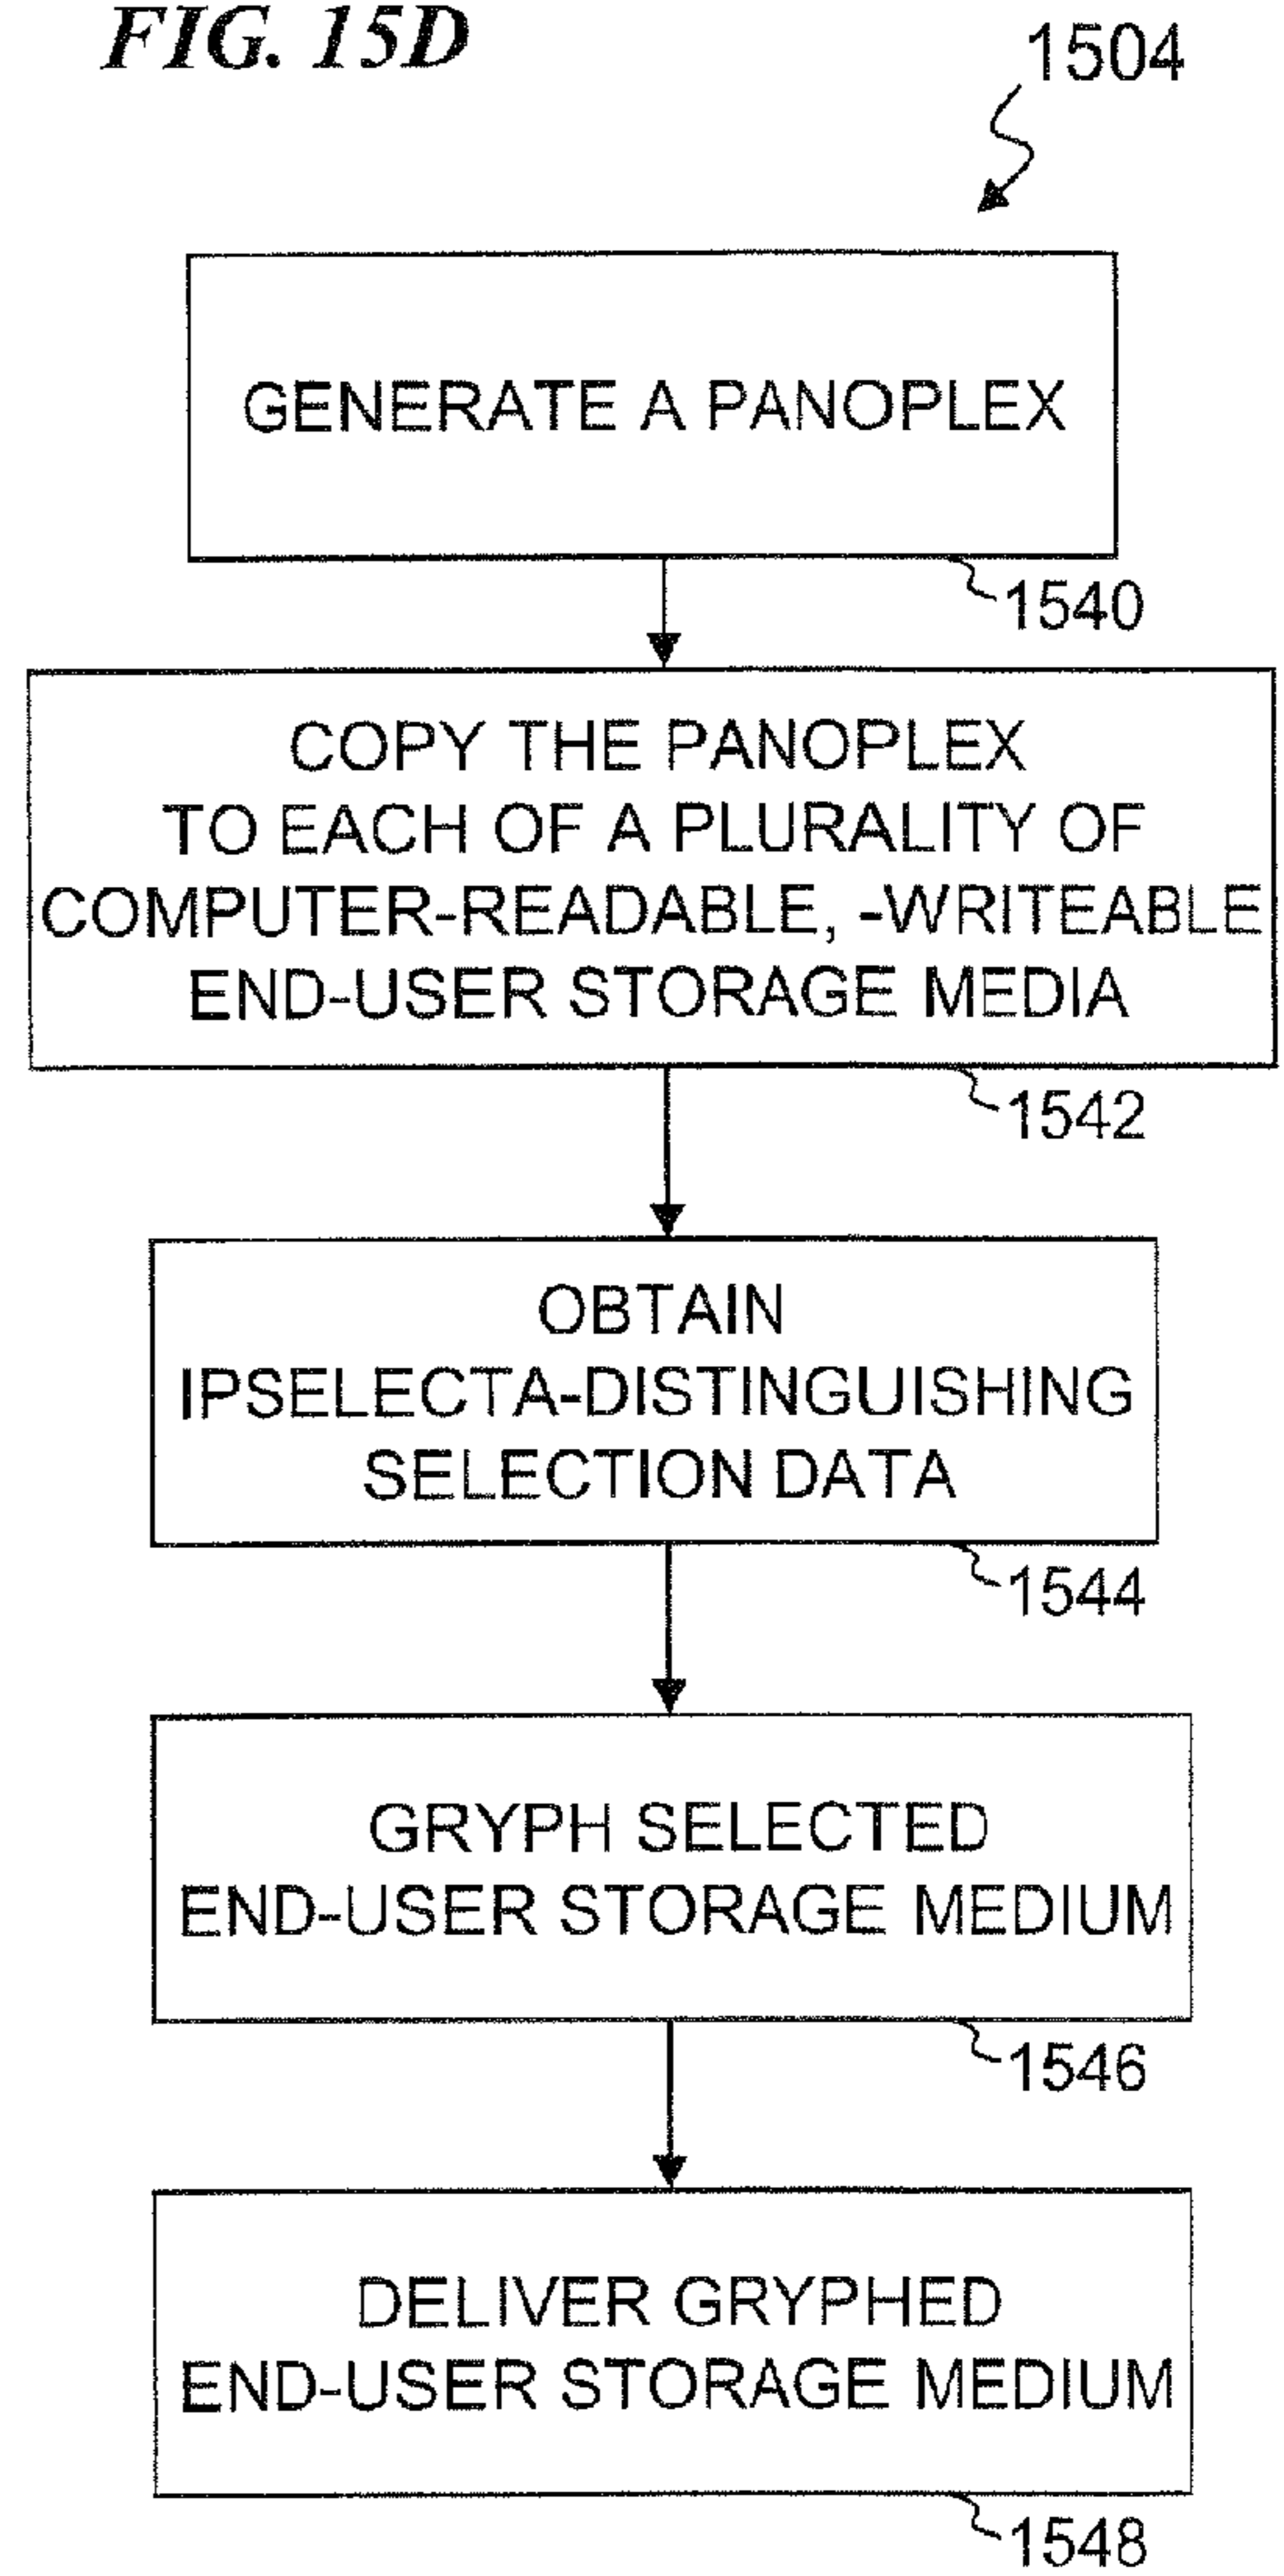 FIG. 15D
1504
GENERATE A PANOPLEX
1540
COPY THE PANOPLEX
TO EACH OF A PLURALITY OF
COMPUTER-READABLE, -WRITEABLE
END-USER STORAGE MEDIA
1542
OBTAIN
IPSELECTA-DISTINGUISHING
SELECTION DATA
1544
GRYPH SELECTED
END-USER STORAGE MEDIUM
1546
DELIVER GRYPHED
END-USER STORAGE MEDIUM
1548